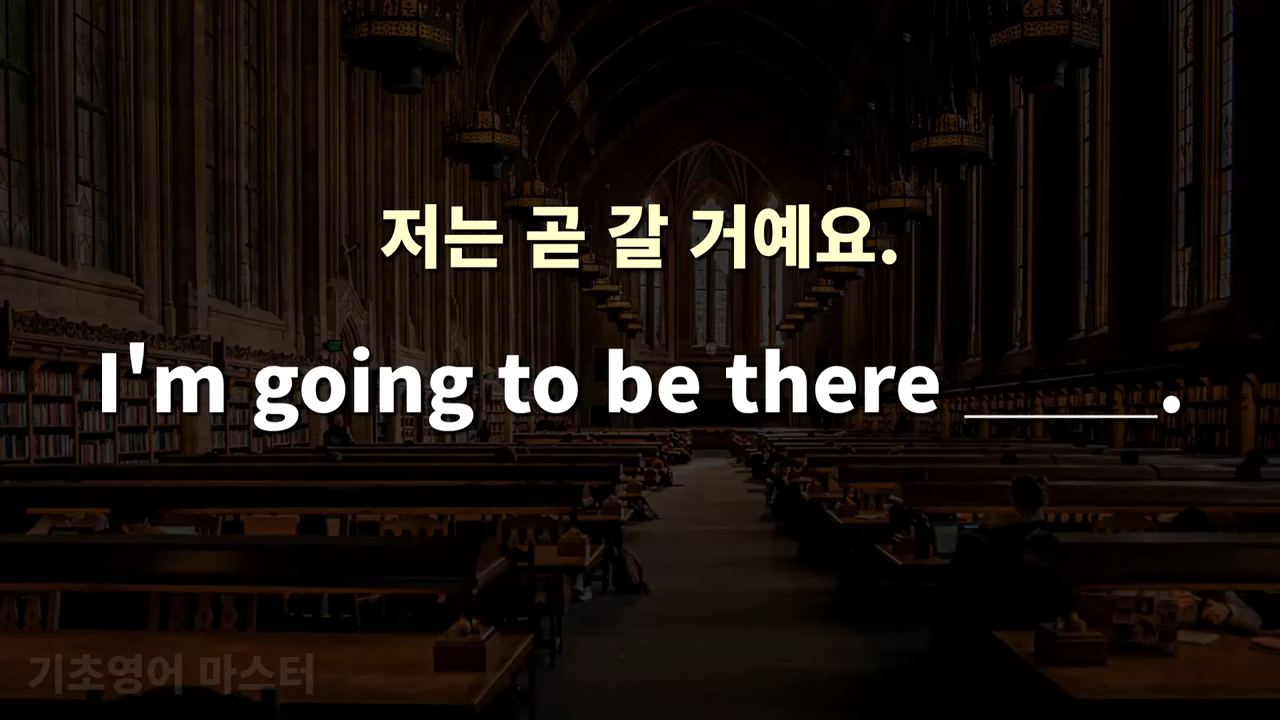 저는 곧 갈 거예요.
I'm going to be there _____.
기초영어 마스터